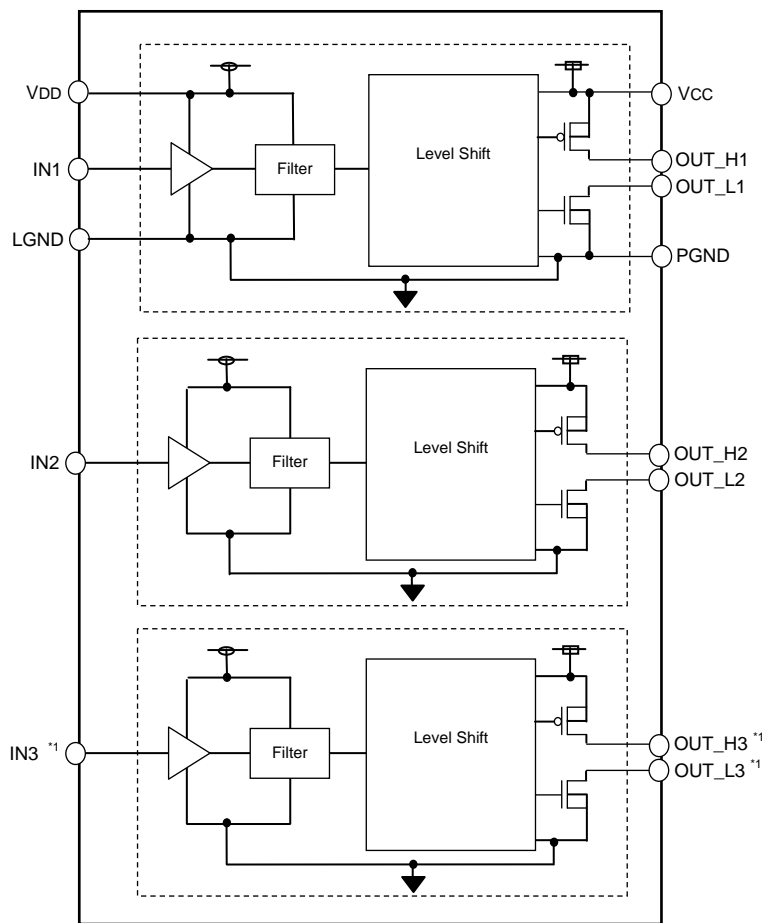 VDD
VCC
Level Shift
IN1
Filter
OUT_H1
OUT_L1
LGND
PGND
Level Shift
IN2
Filter
OUT_H2
OUT_L2
Level Shift
IN3 *1
Filter
OUT_H3 *1
OUT_L3 *1